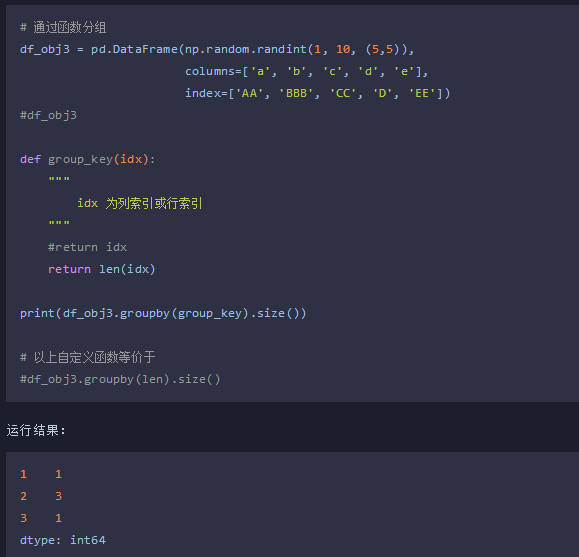 # 通过函数分组
df_obj3 = pd.DataFrame(np.random.randint(1, 10, (5,5)),
                       columns=['a', 'b', 'c', 'd', 'e'],
                       index=['AA', 'BBB', 'CC', 'D', 'EE'])
#df_obj3

def group_key(idx):
    """
        idx 为列索引或行索引
    """
    #return idx
    return len(idx)

print(df_obj3.groupby(group_key).size())

# 以上自定义函数等价于
#df_obj3.groupby(len).size()
运行结果:
1    1
2    3
3    1
dtype: int64